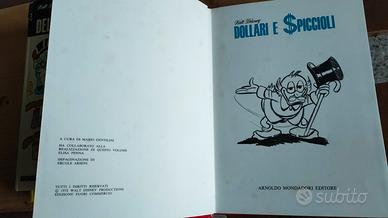 A CURA DI MARIO GENTILINI
HA COLLABORATO ALLA
REALIZZAZIONE DI QUESTO VOLUME
ELISA PENNA
IMPAGINAZIONE DI
ERCOLE ARSENI
TUTTI I DIRITTI RISERVATI
© 1972 WALT DISNEY PRODUCTIONS
EDIZIONE FUORI COMMERCIO
Walt Disney
DOLLARI E $PICCIOLI
ARNOLDO MONDADORI EDITORE
subito